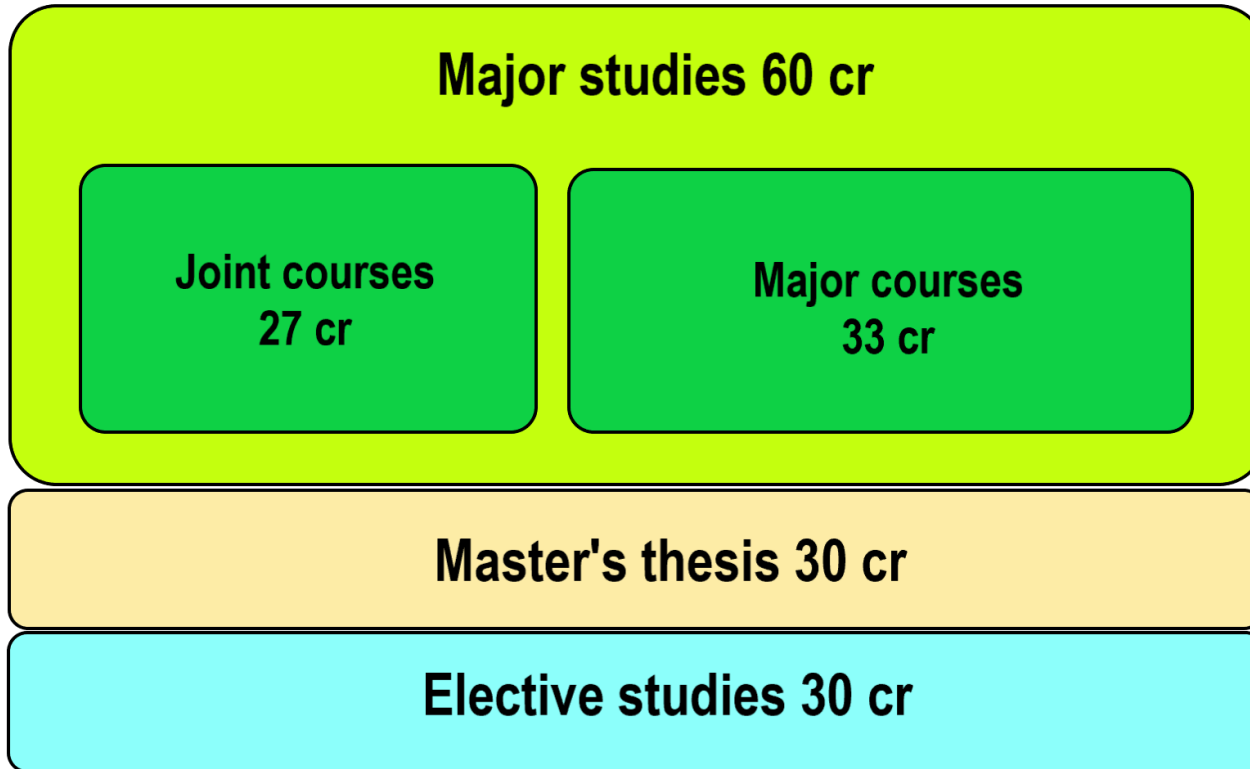 Major studies 60 cr
Joint courses
27 cr
Major courses
33 cr
Master's thesis 30 cr
Elective studies 30 cr